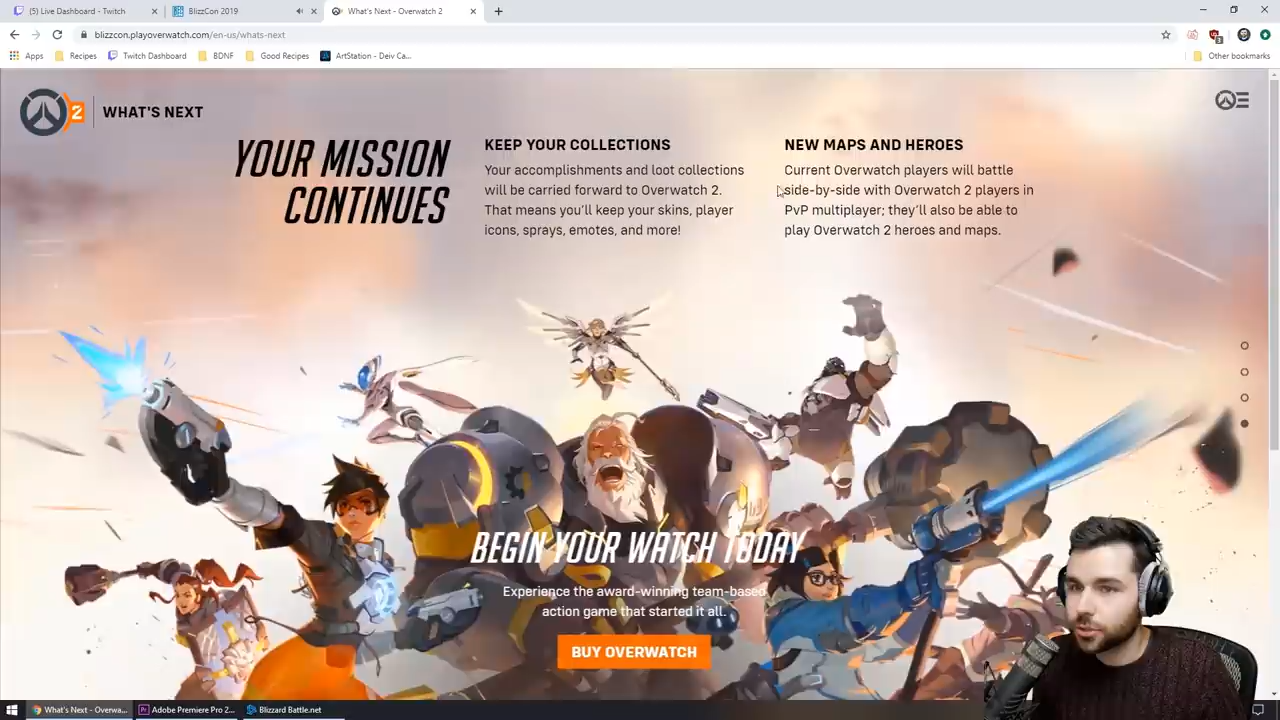 (5) Live Dashboard - Twitch
BlizzCon 2019
What's Next - Overwatch 2
blizzcon.playoverwatch.com/en-us/whats-next
Apps
Recipes
Twitch Dashboard
BDNF
Good Recipes
ArtStation - Deiv Ca...
Other bookmarks
2
WHAT'S NEXT
YOUR MISSION
CONTINUES
KEEP YOUR COLLECTIONS
Your accomplishments and loot collections
will be carried forward to Overwatch 2.
That means you'll keep your skins, player
icons, sprays, emotes, and more!
NEW MAPS AND HEROES
Current Overwatch players will battle
side-by-side with Overwatch 2 players in
PvP multiplayer; they'll also be able to
play Overwatch 2 heroes and maps.
BEGIN YOUR WATCH TODAY
Experience the award-winning team-based
action game that started it all.
BUY OVERWATCH
What's Next - Overwa...
Adobe Premiere Pro 2...
Blizzard Battle.net